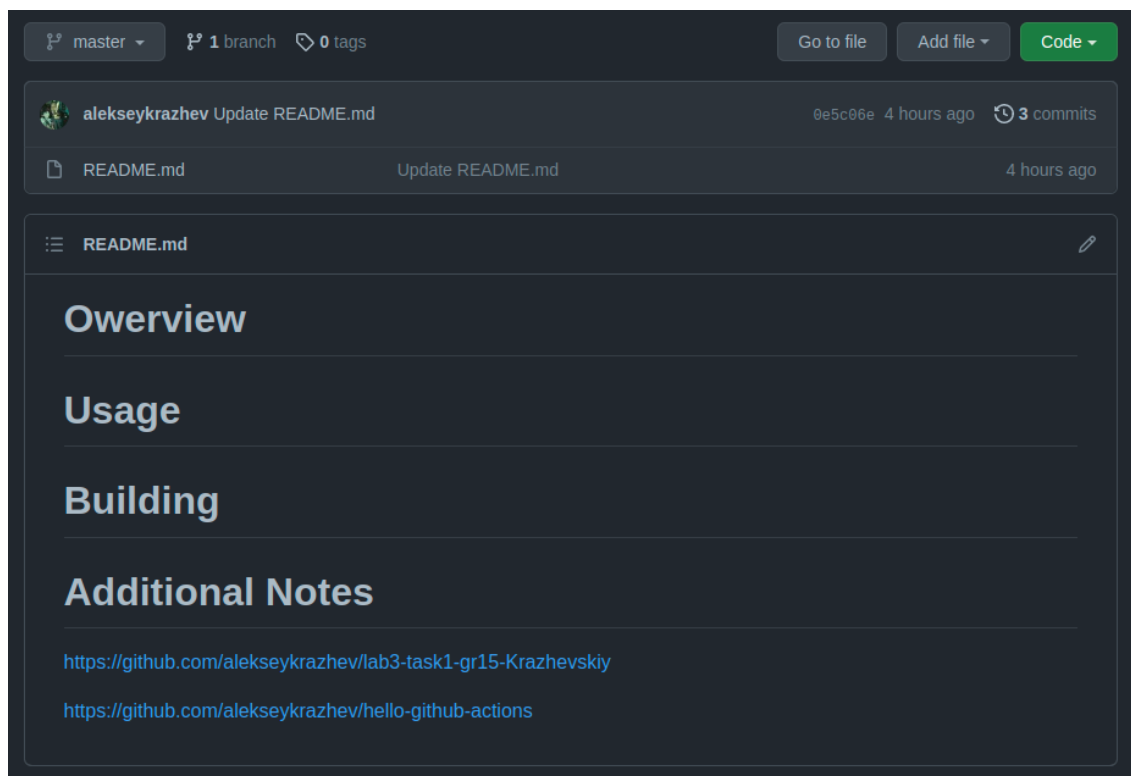 master 1 branch 0 tags Go to file Add file Code
alekseykrazhev Update README.md 0e5c06e 4 hours ago 3 commits
README.md Update README.md 4 hours ago
README.md
Owerview
Usage
Building
Additional Notes
https://github.com/alekseykrazhev/lab3-task1-gr15-Krazhevskiy
https://github.com/alekseykrazhev/hello-github-actions